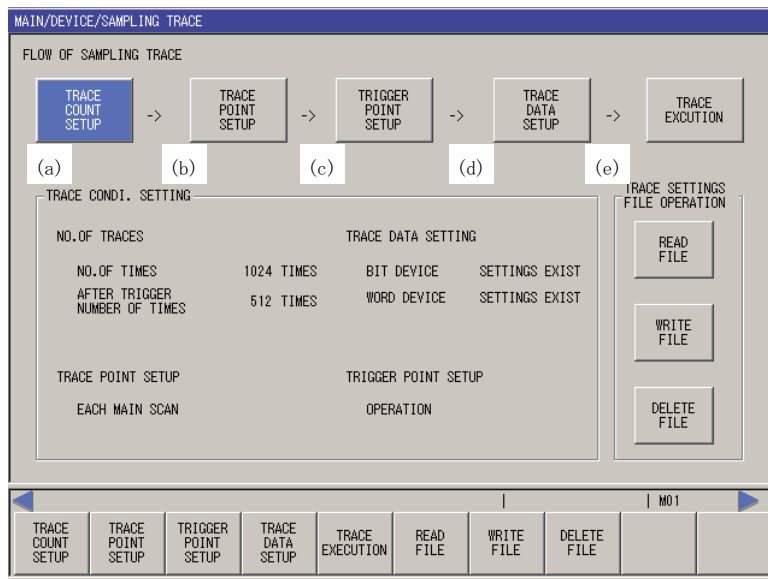 MAIN/DEVICE/SAMPLING TRACE
FLOW OF SAMPLING TRACE
TRACE
COUNT
SETUP
->
TRACE
POINT
SETUP
->
TRIGGER
POINT
SETUP
->
TRACE
DATA
SETUP
->
TRACE
EXCUTION
(a)
(b)
(c)
(d)
(e)
TRACE CONDI. SETTING
NO.OF TRACES
NO.OF TIMES 1024 TIMES
AFTER TRIGGER
NUMBER OF TIMES 512 TIMES
TRACE DATA SETTING
BIT DEVICE SETTINGS EXIST
WORD DEVICE SETTINGS EXIST
TRACE POINT SETUP
EACH MAIN SCAN
TRIGGER POINT SETUP
OPERATION
TRACE SETTINGS
FILE OPERATION
READ
FILE
WRITE
FILE
DELETE
FILE
| | M01
TRACE
COUNT
SETUP
TRACE
POINT
SETUP
TRIGGER
POINT
SETUP
TRACE
DATA
SETUP
TRACE
EXECUTION
READ
FILE
WRITE
FILE
DELETE
FILE